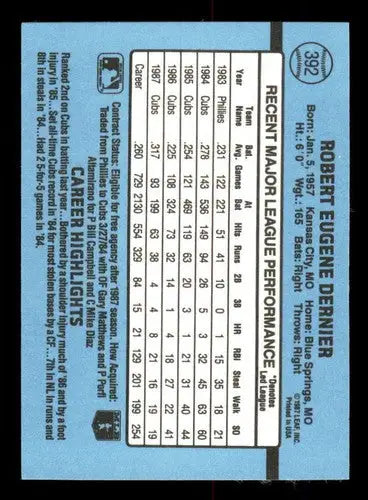 392
ROBERT EUGENE DERNIER
Born: Jan. 5, 1957 Kansas City, MO Home: Blue Springs, MO
Ht.: 6'0" Wgt.: 165 Bats: Right Throws: Right
© 1987 LEAF, INC.
Printed in USA
RECENT MAJOR LEAGUE PERFORMANCE *Denotes Led League
Year Team Name Bat. Avg. Games At Bat Hits Runs 2B 3B HR RBI Steal Walk SO
1983 Phillies .231 122 221 51 41 10 0 1 15 35 18 21
1984 Cubs .278 143 536 149 94 26 5 3 32 45 63 60
1985 Cubs .254 121 469 119 63 20 3 1 21 31 40 44
1986 Cubs .225 108 324 73 32 14 1 4 18 27 22 41
1987 Cubs .317 93 199 63 38 4 4 8 21 16 19 19
Career .260 729 2130 554 201 199 254
Contract Status: Eligible for free agency after 1987 season; How Acquired:
Traded from Phillies to Cubs 3/27/84 with OF Gary Matthews and P Porfi
Altamirano for P Bill Campbell and C Mike Diaz
CAREER HIGHLIGHTS
Ranked 2nd on Cubs in batting last year...Bothered by a shoulder injury much of '86 and by a foot
injury in '85...Set all-time Cubs record in '84 for most stolen bases by a CF...7th in NL in runs and
8th in steals in '84...Had 2 5-for-5 games in '84.